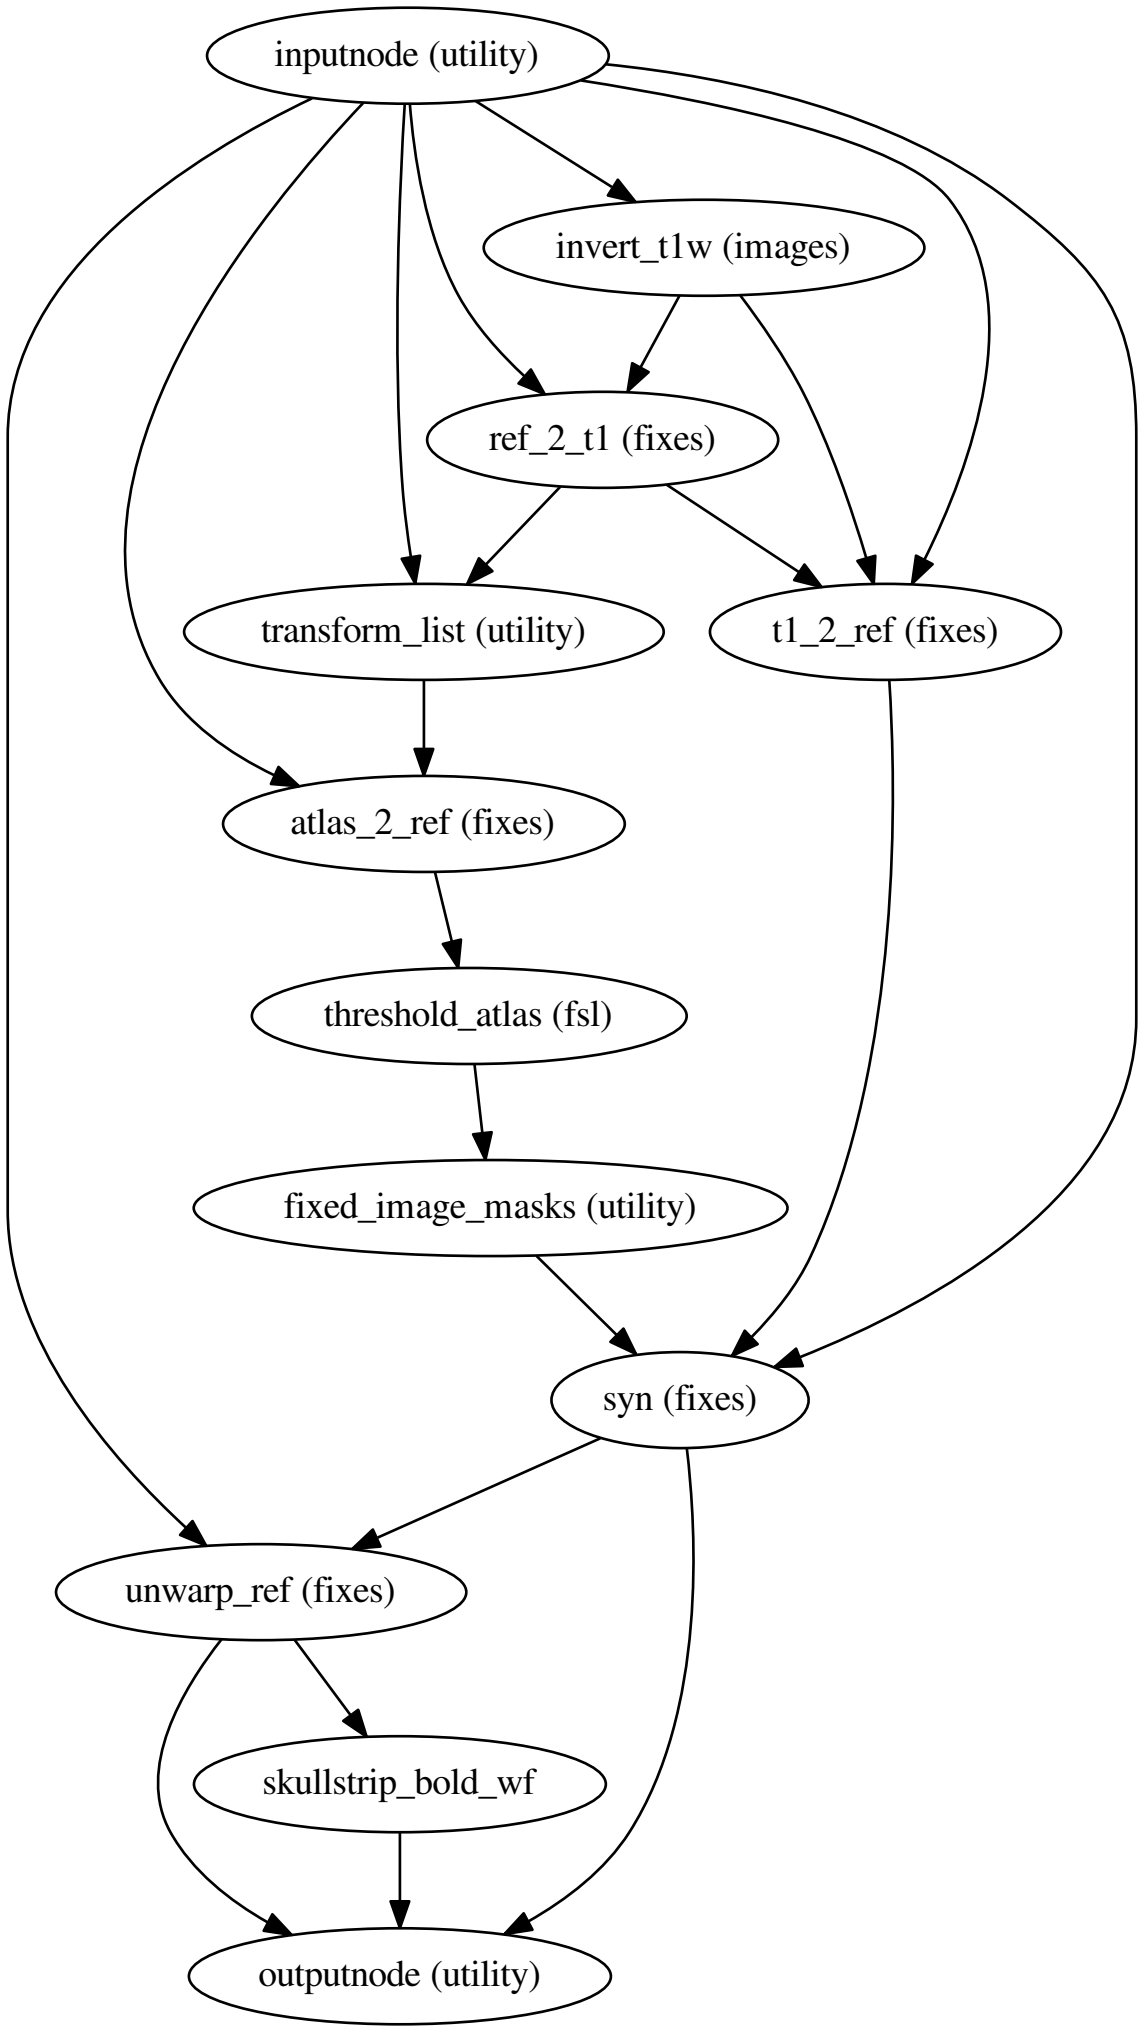 inputnode (utility)
invert_t1w (images)
ref_2_t1 (fixes)
transform_list (utility)
t1_2_ref (fixes)
atlas_2_ref (fixes)
threshold_atlas (fsl)
fixed_image_masks (utility)
syn (fixes)
unwarp_ref (fixes)
skullstrip_bold_wf
outputnode (utility)